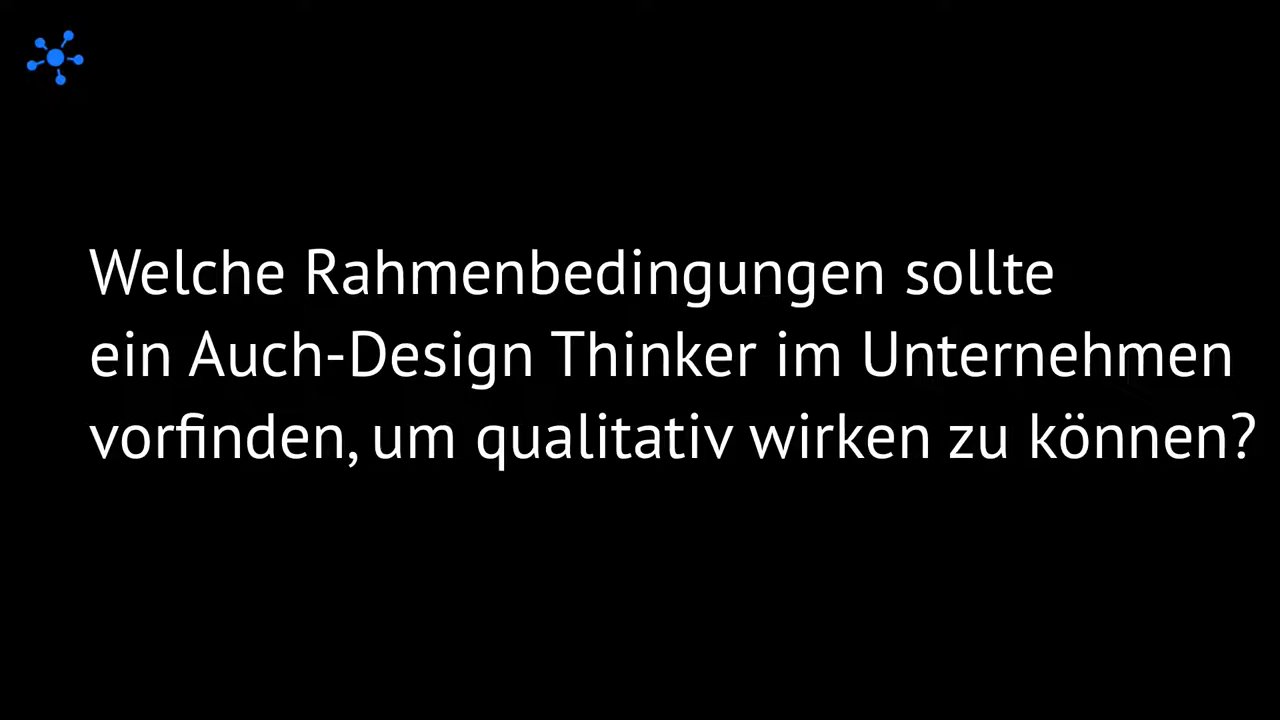 Welche Rahmenbedingungen sollte
ein Auch-Design Thinker im Unternehmen
vorfinden, um qualitativ wirken zu können?